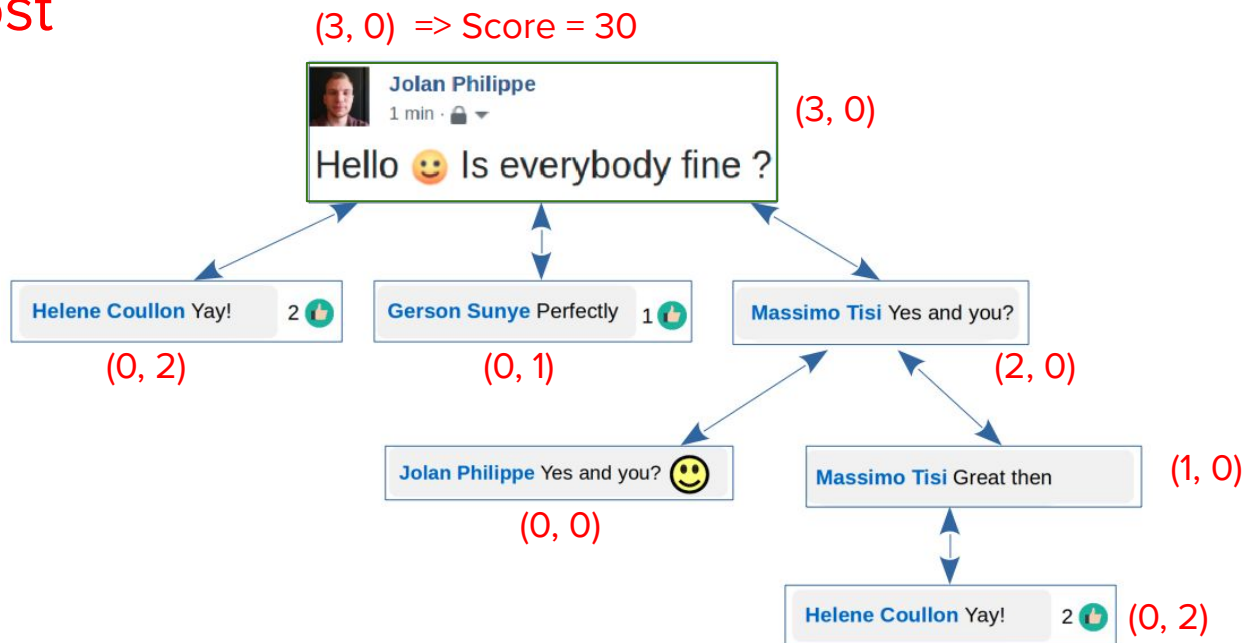 (3, 0) => Score = 30
Jolan Philippe
1 min ·
(3, 0)
Hello 🙂 Is everybody fine ?
Helene Coullon Yay! 2
Gerson Sunye Perfectly 1
Massimo Tisi Yes and you?
(0, 2)
(0, 1)
(2, 0)
Jolan Philippe Yes and you?
Massimo Tisi Great then
(1, 0)
(0, 0)
Helene Coullon Yay! 2
(0, 2)